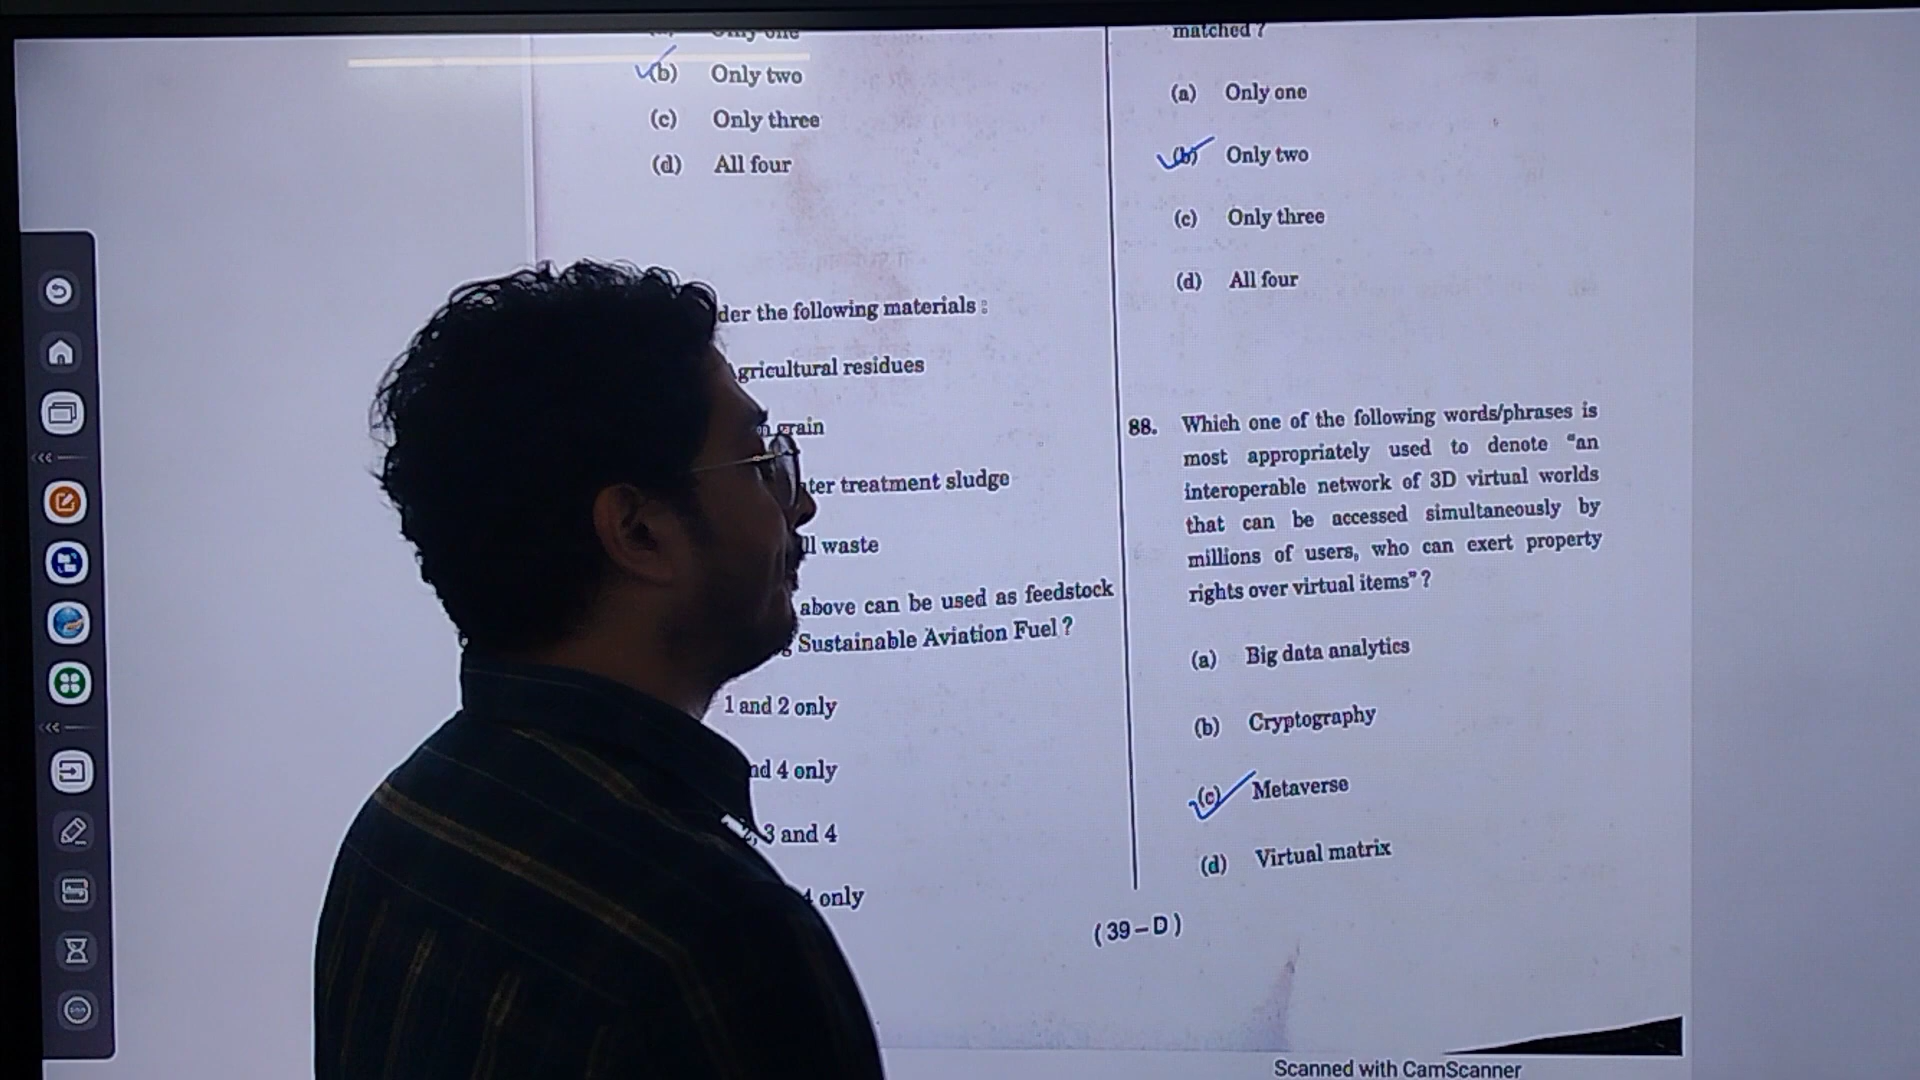 Only one
(b) Only two
(c) Only three
(d) All four
der the following materials :
gricultural residues
grain
ter treatment sludge
ll waste
above can be used as feedstock
Sustainable Aviation Fuel ?
1 and 2 only
nd 4 only
3 and 4
4 only
matched ?
(a) Only one
(b) Only two
(c) Only three
(d) All four
88. Which one of the following words/phrases is
most appropriately used to denote "an
interoperable network of 3D virtual worlds
that can be accessed simultaneously by
millions of users, who can exert property
rights over virtual items" ?
(a) Big data analytics
(b) Cryptography
(c) Metaverse
(d) Virtual matrix
( 39 – D )
Scanned with CamScanner